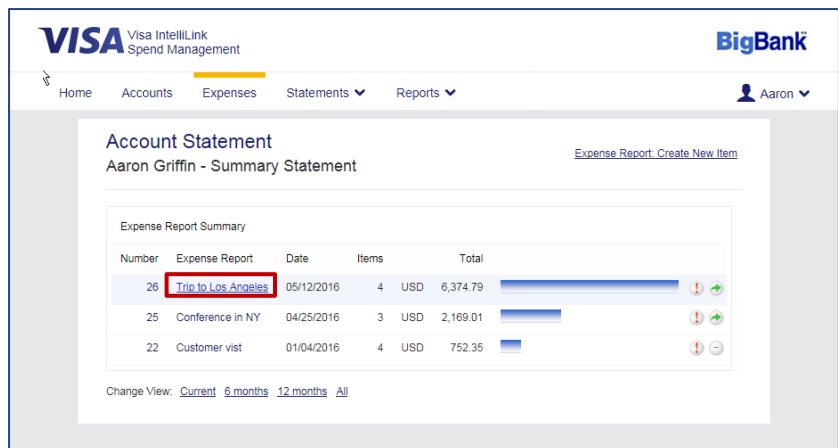 VISA Visa IntelliLink
Spend Management
BigBank
Home Accounts Expenses Statements Reports Aaron
Account Statement
Aaron Griffin - Summary Statement
Expense Report: Create New Item
Expense Report Summary
Number Expense Report Date Items Total
26 Trip to Los Angeles 05/12/2016 4 USD 6,374.79
25 Conference in NY 04/25/2016 3 USD 2,169.01
22 Customer vist 01/04/2016 4 USD 752.35
Change View: Current 6 months 12 months All